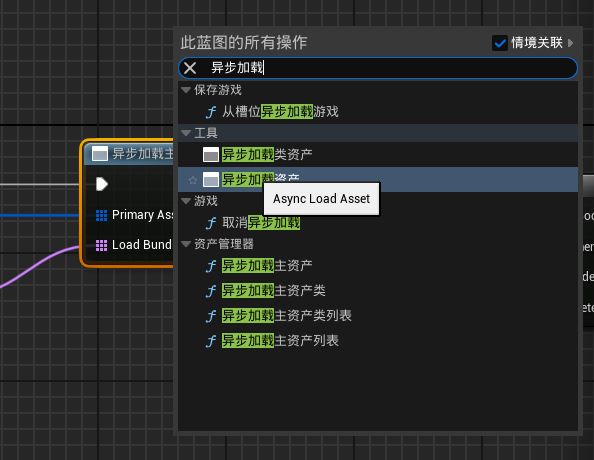 此蓝图的所有操作
情境关联
异步加载
保存游戏
从槽位异步加载游戏
工具
异步加载类资产
异步加载资产
Async Load Asset
游戏
取消异步加载
资产管理器
异步加载主资产
异步加载主资产类
异步加载主资产类列表
异步加载主资产列表
异步加载主
Primary Ass
Load Bund